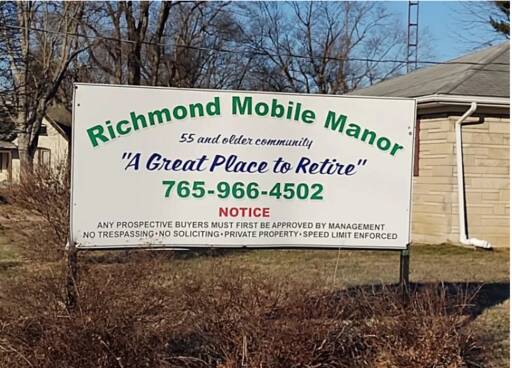 Richmond Mobile Manor
55 and older community
"A Great Place to Retire"
765-966-4502
NOTICE
ANY PROSPECTIVE BUYERS MUST FIRST BE APPROVED BY MANAGEMENT
NO TRESPASSING • NO SOLICITING • PRIVATE PROPERTY • SPEED LIMIT ENFORCED